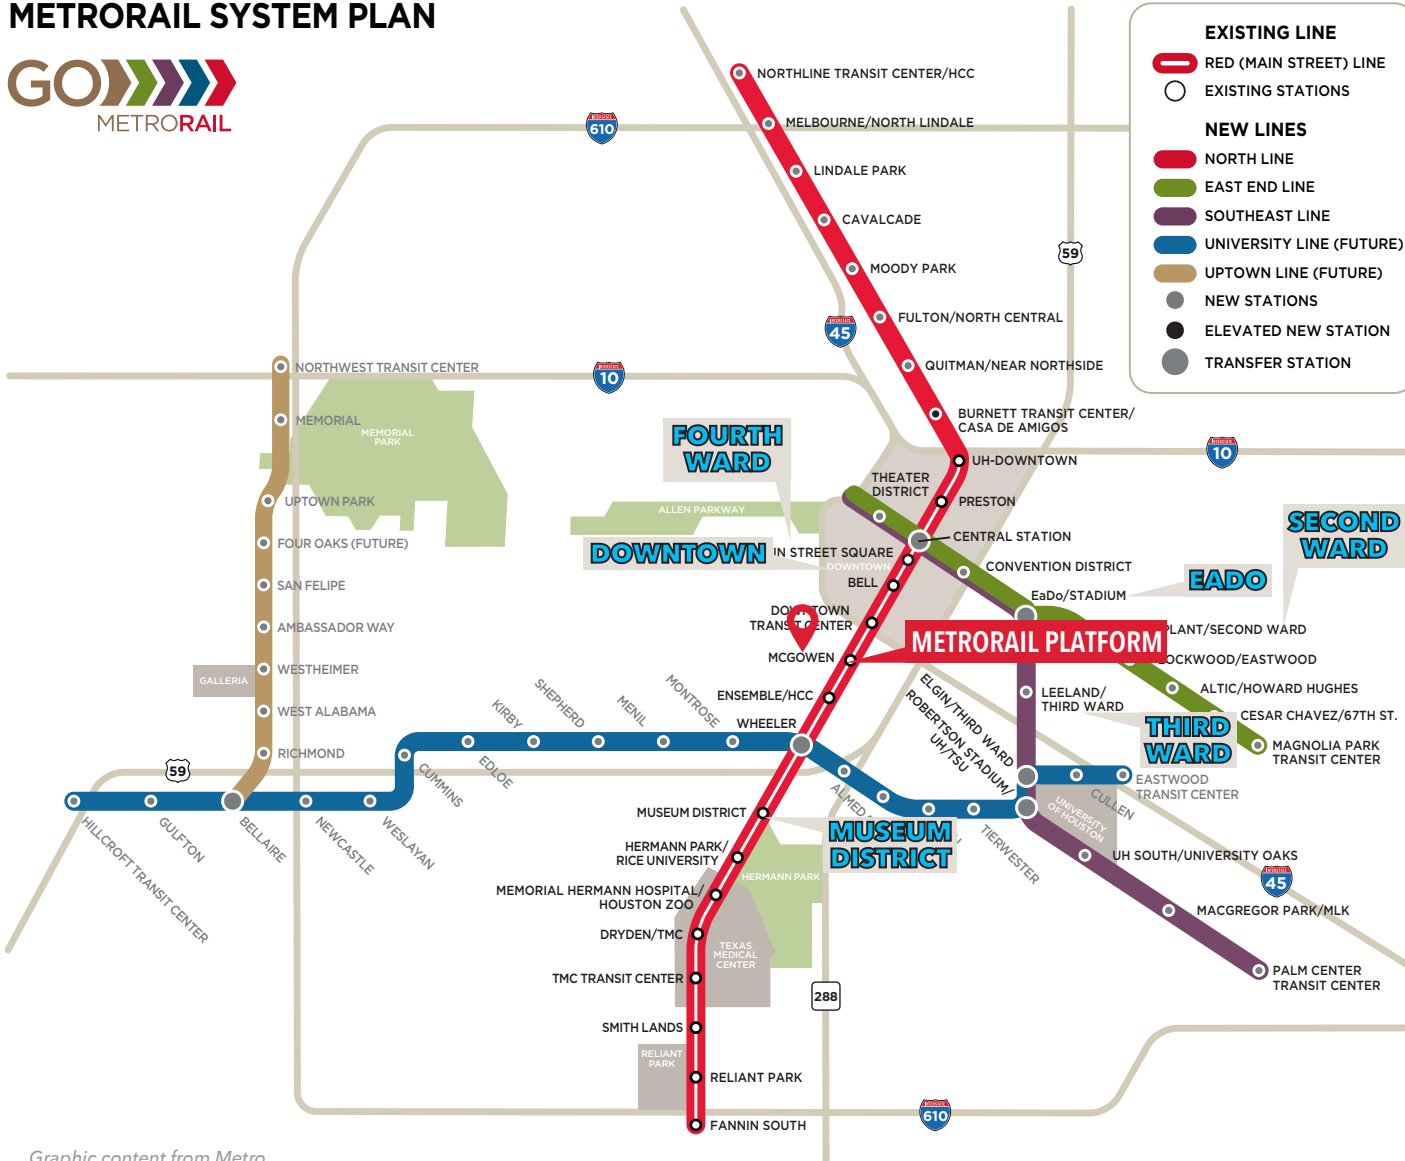 METRORAIL SYSTEM PLAN
GO
METRORAIL
EXISTING LINE
RED (MAIN STREET) LINE
EXISTING STATIONS
NEW LINES
NORTH LINE
EAST END LINE
SOUTHEAST LINE
UNIVERSITY LINE (FUTURE)
UPTOWN LINE (FUTURE)
NEW STATIONS
ELEVATED NEW STATION
TRANSFER STATION
NORTHLINE TRANSIT CENTER/HCC
MELBOURNE/NORTH LINDALE
610
LINDALE PARK
CAVALCADE
59
MOODY PARK
FULTON/NORTH CENTRAL
45
QUITMAN/NEAR NORTHSIDE
NORTHWEST TRANSIT CENTER
10
BURNETT TRANSIT CENTER/
CASA DE AMIGOS
MEMORIAL
MEMORIAL
PARK
FOURTH
WARD
10
UH-DOWNTOWN
THEATER
DISTRICT
PRESTON
UPTOWN PARK
ALLEN PARKWAY
SECOND
WARD
CENTRAL STATION
FOUR OAKS (FUTURE)
DOWNTOWN
IN STREET SQUARE
DOWNTOWN
CONVENTION DISTRICT
EADO
SAN FELIPE
BELL
EaDo/STADIUM
TRANSIT CENTER
AMBASSADOR WAY
PLANT/SECOND WARD
METRORAIL PLATFORM
MCGOWEN
LOCKWOOD/EASTWOOD
WESTHEIMER
GALLERIA
ALTIC/HOWARD HUGHES
ENSEMBLE/HCC
LEELAND/
THIRD WARD
WEST ALABAMA
CESAR CHAVEZ/67TH ST.
KIRBY
SHEPHERD
MENIL
MONTROSE
WHEELER
ELGIN/THIRD WARD
ROBERTSON STADIUM/
UH/TSU
THIRD
WARD
MAGNOLIA PARK
TRANSIT CENTER
RICHMOND
59
EDLOE
CUMMINS
EASTWOOD
TRANSIT CENTER
CULLEN
UNIVERSITY
OF HOUSTON
HILLCROFT TRANSIT CENTER
GULFTON
BELLAIRE
NEWCASTLE
WESLAYAN
MUSEUM DISTRICT
MUSEUM
DISTRICT
TIERWESTER
HERMANN PARK/
RICE UNIVERSITY
UH SOUTH/UNIVERSITY OAKS
HERMANN PARK
45
MEMORIAL HERMANN HOSPITAL/
HOUSTON ZOO
MACGREGOR PARK/MLK
DRYDEN/TMC
TEXAS
MEDICAL
CENTER
TMC TRANSIT CENTER
PALM CENTER
TRANSIT CENTER
288
SMITH LANDS
RELIANT
PARK
RELIANT PARK
610
FANNIN SOUTH
Graphic content from Metro